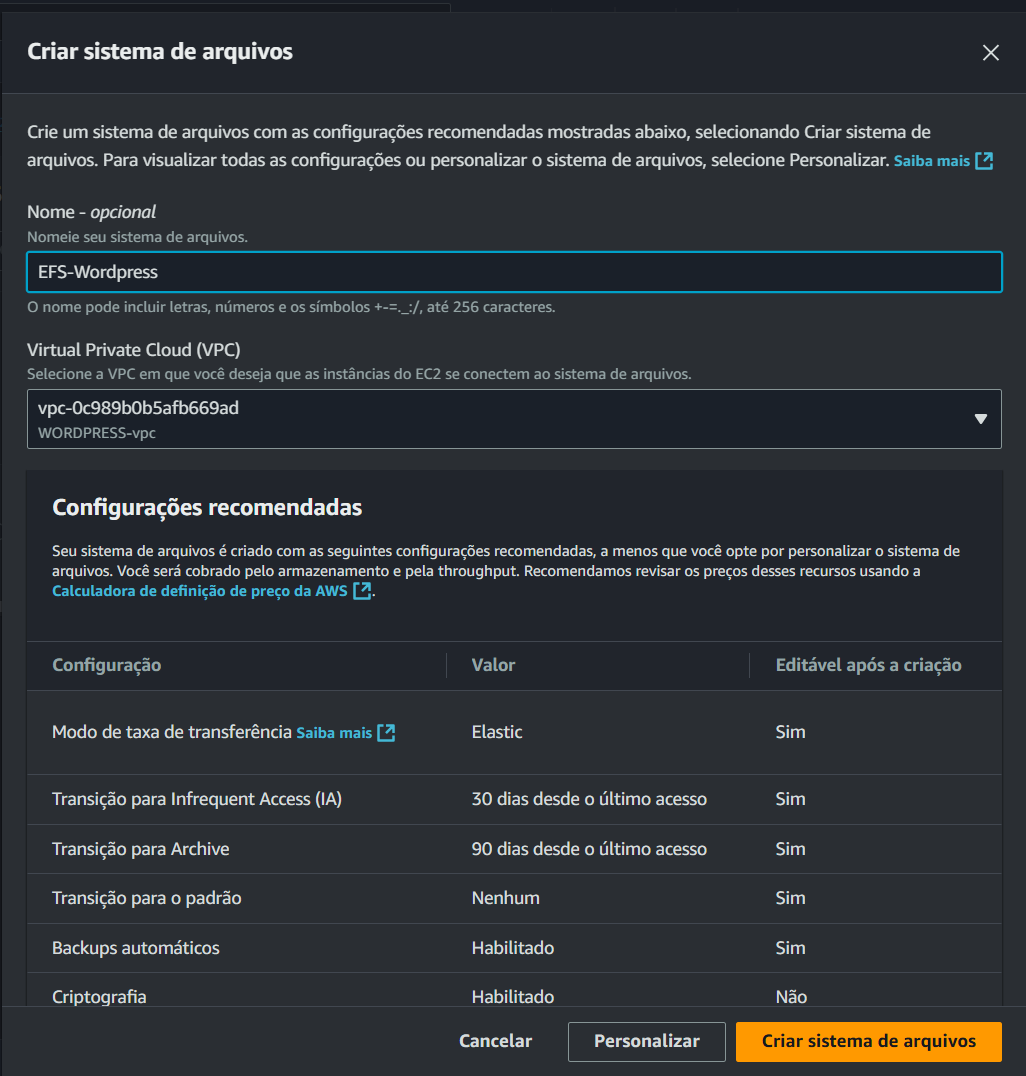 Criar sistema de arquivos
Crie um sistema de arquivos com as configurações recomendadas mostradas abaixo, selecionando Criar sistema de
arquivos. Para visualizar todas as configurações ou personalizar o sistema de arquivos, selecione Personalizar. Saiba mais
Nome - opcional
Nomeie seu sistema de arquivos.
EFS-Wordpress
O nome pode incluir letras, números e os símbolos +-=._:/, até 256 caracteres.
Virtual Private Cloud (VPC)
Selecione a VPC em que você deseja que as instâncias do EC2 se conectem ao sistema de arquivos.
vpc-0c989b0b5afb669ad
WORDPRESS-vpc
Configurações recomendadas
Seu sistema de arquivos é criado com as seguintes configurações recomendadas, a menos que você opte por personalizar o sistema de
arquivos. Você será cobrado pelo armazenamento e pela throughput. Recomendamos revisar os preços desses recursos usando a
Calculadora de definição de preço da AWS.
Configuração Valor Editável após a criação
Modo de taxa de transferência Saiba mais Elastic Sim
Transição para Infrequent Access (IA) 30 dias desde o último acesso Sim
Transição para Archive 90 dias desde o último acesso Sim
Transição para o padrão Nenhum Sim
Backups automáticos Habilitado Sim
Criptografia Habilitado Não
Cancelar Personalizar Criar sistema de arquivos